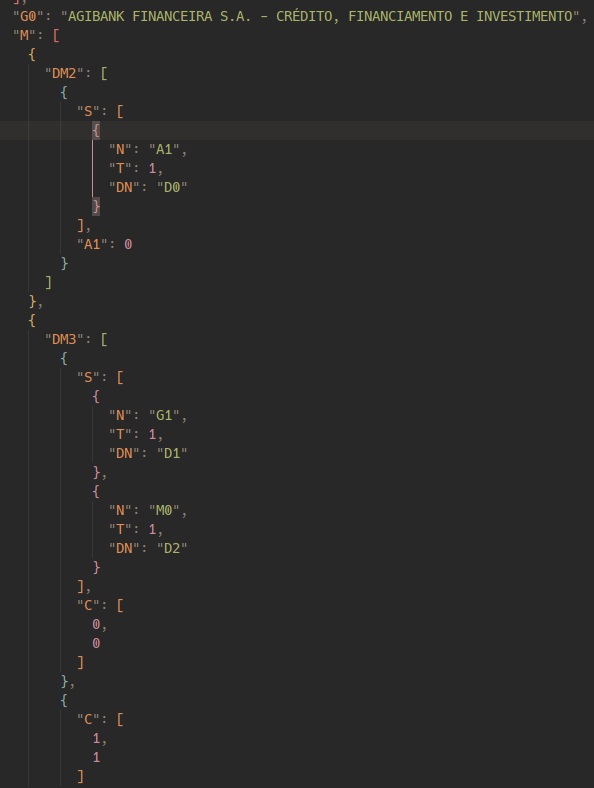 ],
"G0": "AGIBANK FINANCEIRA S.A. - CRÉDITO, FINANCIAMENTO E INVESTIMENTO",
"M": [
{
"DM2": [
{
"S": [
{
"N": "A1",
"T": 1,
"DN": "D0"
}
],
"A1": 0
}
]
},
{
"DM3": [
{
"S": [
{
"N": "G1",
"T": 1,
"DN": "D1"
},
{
"N": "M0",
"T": 1,
"DN": "D2"
}
],
"C": [
0,
0
]
},
{
"C": [
1,
1
]